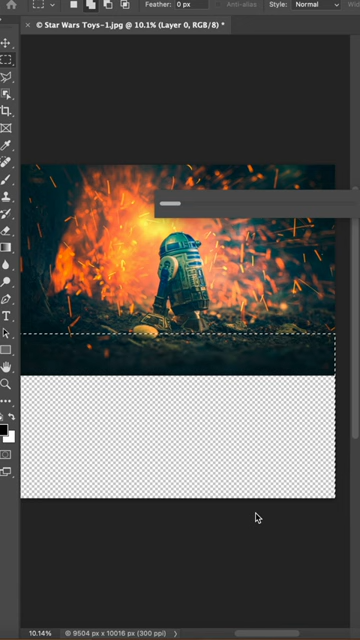 Feather: 0 px Anti-alias Style: Normal
× © Star Wars Toys-1.jpg @ 10.1% (Layer 0, RGB/8) *
10.14% 9504 px x 10016 px (300 ppi)